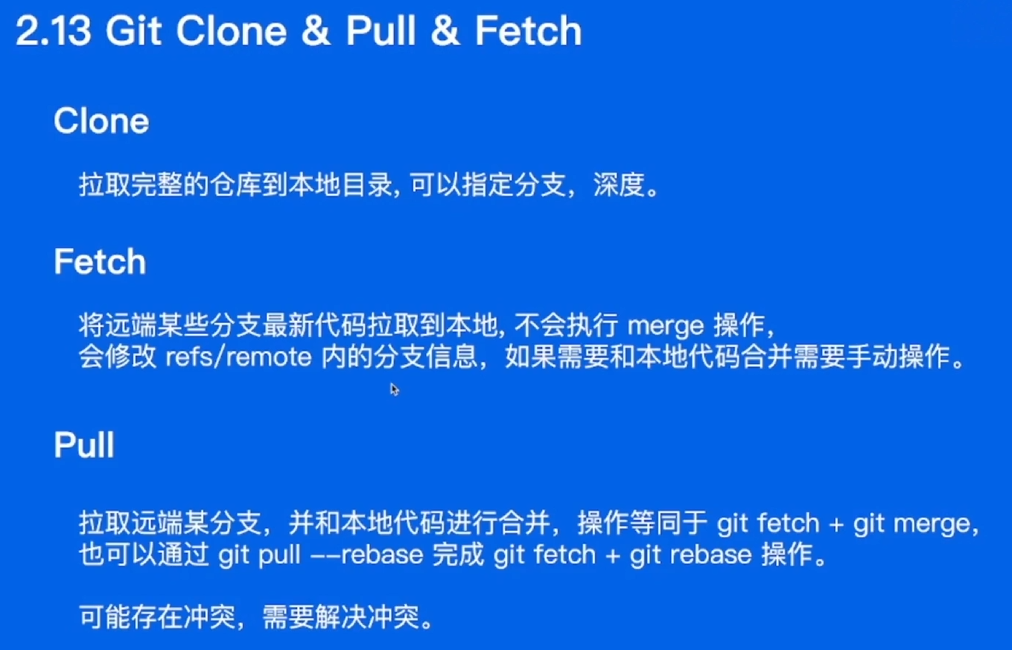 2.13 Git Clone & Pull & Fetch
Clone
拉取完整的仓库到本地目录, 可以指定分支，深度。
Fetch
将远端某些分支最新代码拉取到本地, 不会执行 merge 操作，
会修改 refs/remote 内的分支信息，如果需要和本地代码合并需要手动操作。
Pull
拉取远端某分支，并和本地代码进行合并，操作等同于 git fetch + git merge，
也可以通过 git pull --rebase 完成 git fetch + git rebase 操作。
可能存在冲突，需要解决冲突。